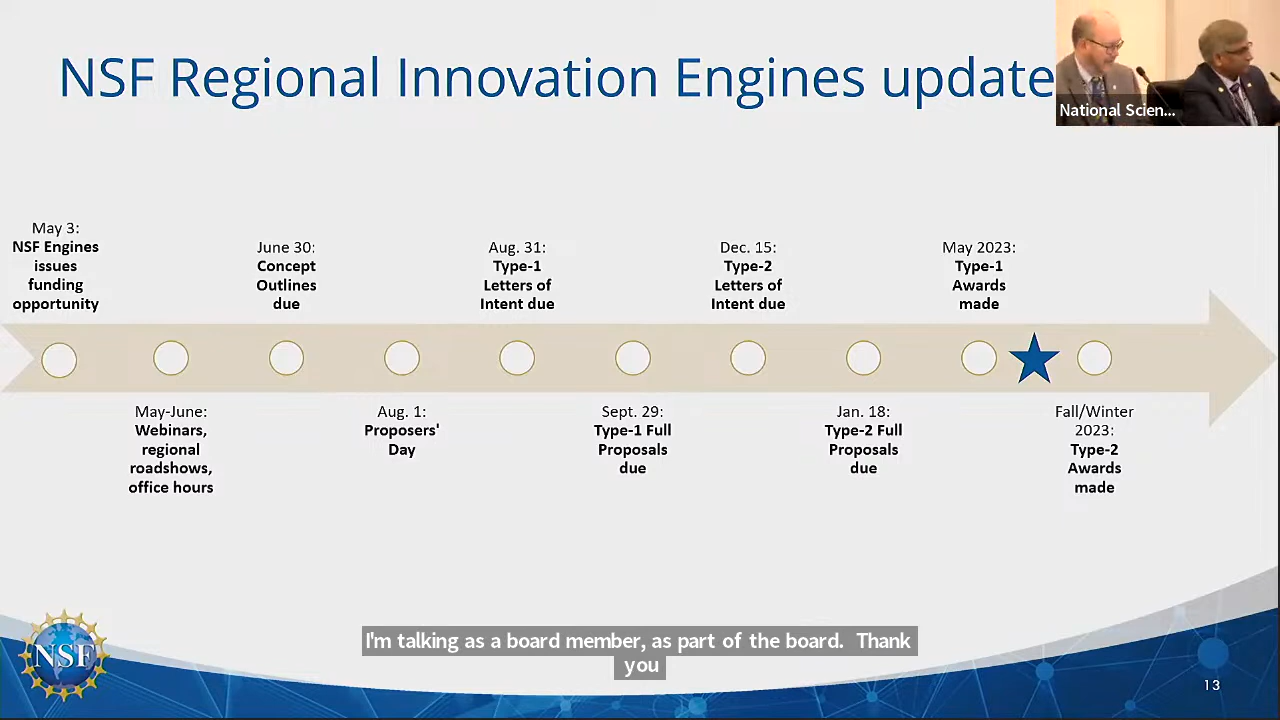 NSF Regional Innovation Engines update
National Scien...
May 3:
NSF Engines
issues
funding
opportunity
June 30:
Concept
Outlines
due
Aug. 31:
Type-1
Letters of
Intent due
Dec. 15:
Type-2
Letters of
Intent due
May 2023:
Type-1
Awards
made
May-June:
Webinars,
regional
roadshows,
office hours
Aug. 1:
Proposers'
Day
Sept. 29:
Type-1 Full
Proposals
due
Jan. 18:
Type-2 Full
Proposals
due
Fall/Winter
2023:
Type-2
Awards
made
I'm talking as a board member, as part of the board. Thank
you
NSF
13